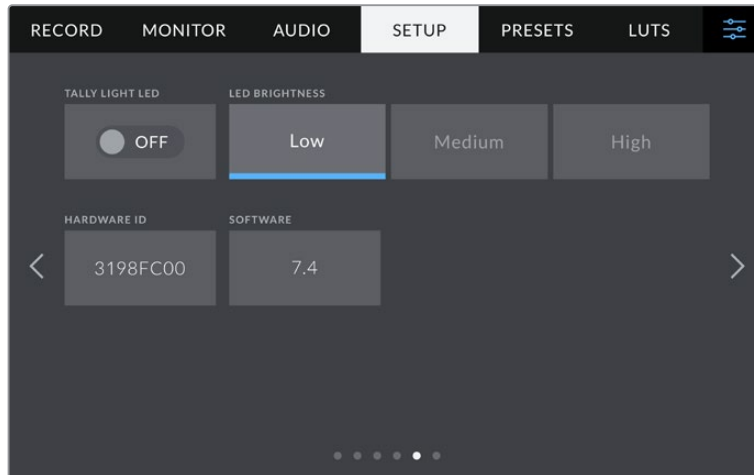 RECORD MONITOR AUDIO SETUP PRESETS LUTS
TALLY LIGHT LED LED BRIGHTNESS
OFF Low Medium High
HARDWARE ID SOFTWARE
3198FC00 7.4